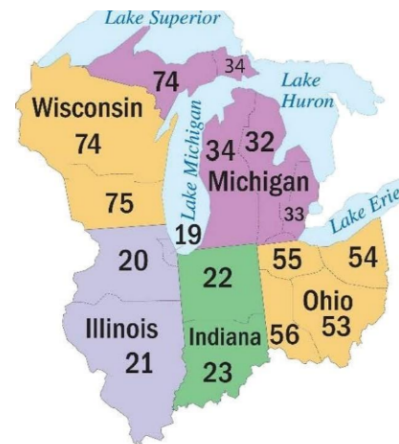 Lake Superior
74
34
Lake
Huron
Wisconsin
74
34
32
Michigan
33
Lake Michigan
75
19
Lake Erie
20
22
55
54
Ohio
53
Illinois
21
Indiana
23
56